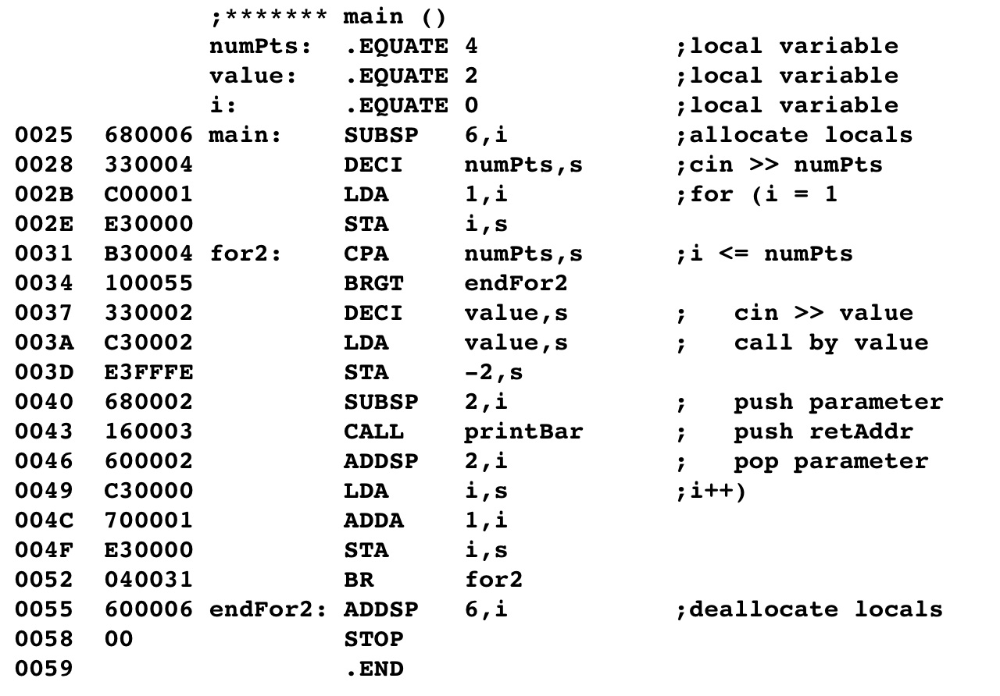 ;******* main ()
numPts: .EQUATE 4 ;local variable
value: .EQUATE 2 ;local variable
i: .EQUATE 0 ;local variable
0025 680006 main: SUBSP 6,i ;allocate locals
0028 330004 DECI numPts,s ;cin >> numPts
002B C00001 LDA 1,i ;for (i = 1
002E E30000 STA i,s
0031 B30004 for2: CPA numPts,s ;i <= numPts
0034 100055 BRGT endFor2
0037 330002 DECI value,s ; cin >> value
003A C30002 LDA value,s ; call by value
003D E3FFFE STA -2,s
0040 680002 SUBSP 2,i ; push parameter
0043 160003 CALL printBar ; push retAddr
0046 600002 ADDSP 2,i ; pop parameter
0049 C30000 LDA i,s ;i++)
004C 700001 ADDA 1,i
004F E30000 STA i,s
0052 040031 BR for2
0055 600006 endFor2: ADDSP 6,i ;deallocate locals
0058 00 STOP
0059 .END